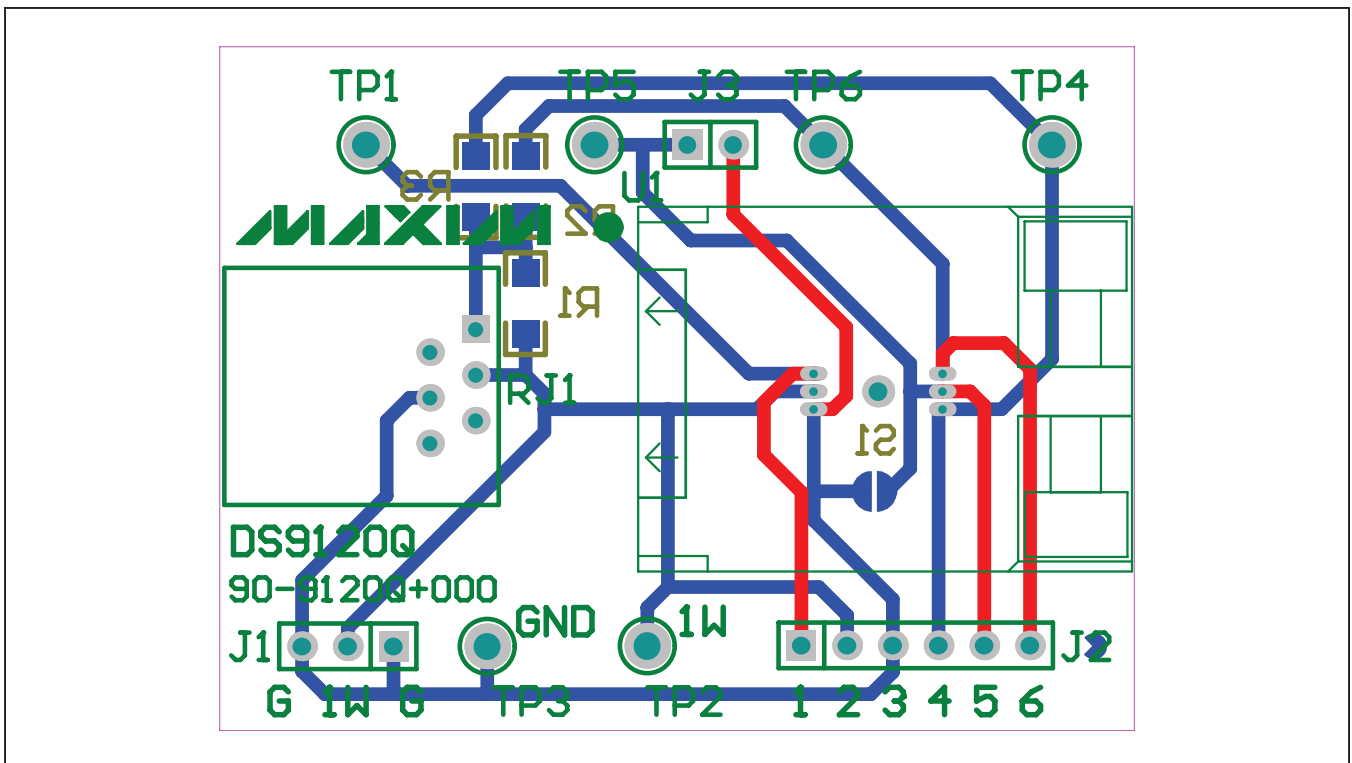 TP1 TP5 J3 TP6 TP4
R3 U1
MAXIM R2
R1
RJ1
S1
DS9120Q
90-9120Q+000
GND 1W
J1 J2
G 1W G TP3 TP2 1 2 3 4 5 6